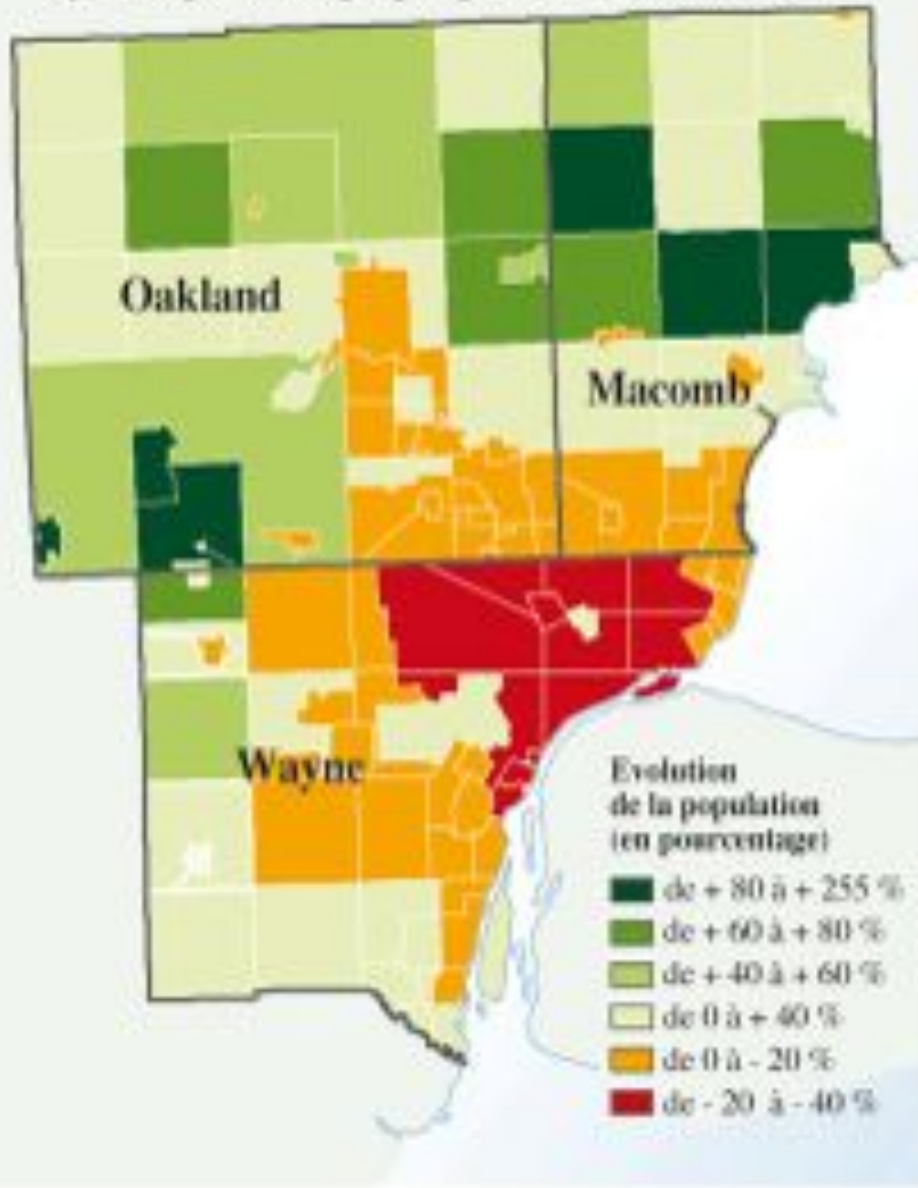 Oakland
Macomb
Wayne
Evolution
de la population
(en pourcentage)
de + 80 à + 255 %
de + 60 à + 80 %
de + 40 à + 60 %
de 0 à + 40 %
de 0 à - 20 %
de - 20 à - 40 %